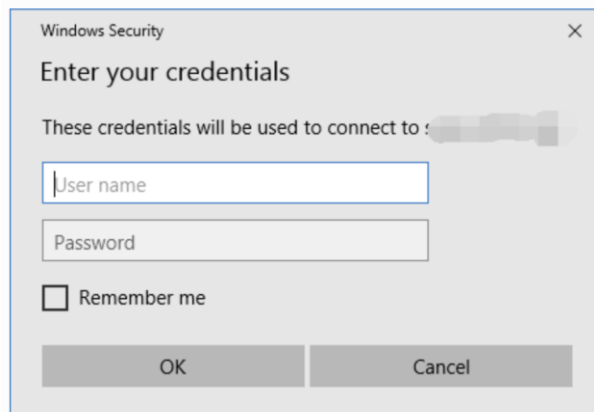 Windows Security
Enter your credentials
These credentials will be used to connect to
User name
Password
Remember me
OK
Cancel